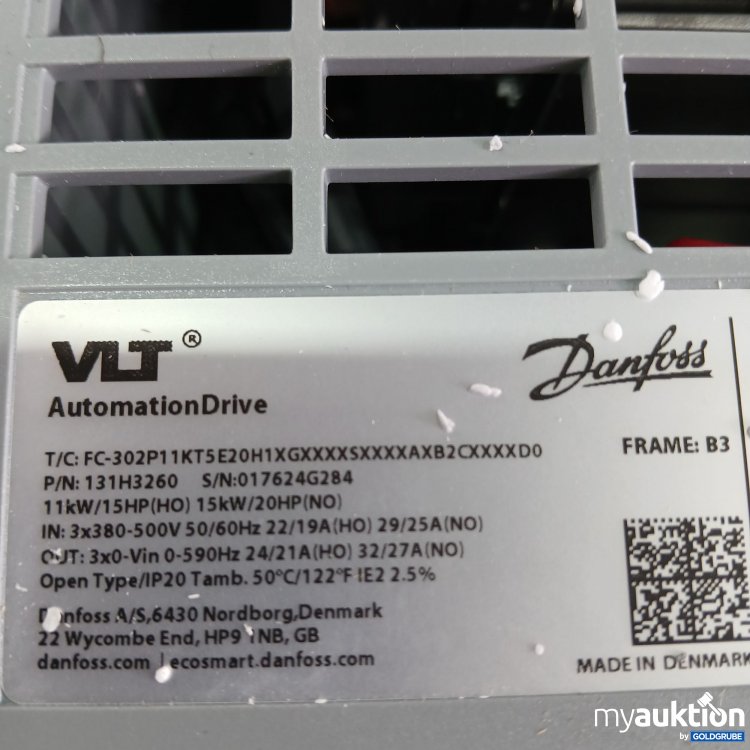 VLT ®
Danfoss
AutomationDrive
T/C: FC-302P11KT5E20H1XGXXXXSXXXXAXB2CXXXXD0
FRAME: B3
P/N: 131H3260 S/N:017624G284
11kW/15HP(HO) 15kW/20HP(NO)
IN: 3x380-500V 50/60Hz 22/19A(HO) 29/25A(NO)
OUT: 3x0-Vin 0-590Hz 24/21A(HO) 32/27A(NO)
Open Type/IP20 Tamb. 50°C/122°F IE2 2.5%
Danfoss A/S,6430 Nordborg,Denmark
22 Wycombe End, HP9 1NB, GB
danfoss.com | ecosmart.danfoss.com
MADE IN DENMARK
myauktion
by GOLDGRUBE